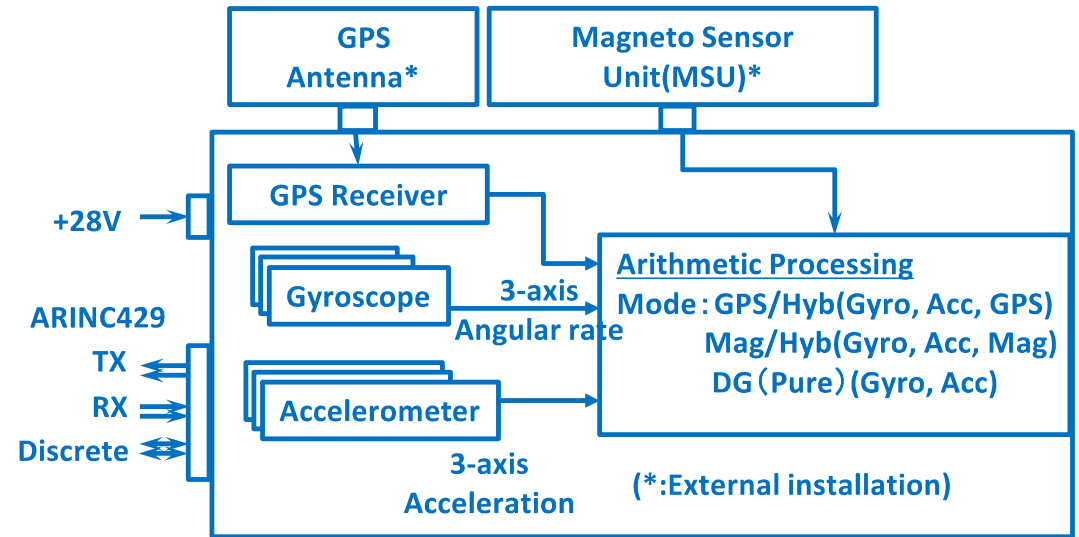 GPS
Antenna*
Magneto Sensor
Unit(MSU)*
GPS Receiver
+28V
Gyroscope
3-axis
Angular rate
Arithmetic Processing
Mode：GPS/Hyb(Gyro, Acc, GPS)
Mag/Hyb(Gyro, Acc, Mag)
DG（Pure）(Gyro, Acc)
ARINC429
TX
RX
Discrete
Accelerometer
3-axis
Acceleration
(*:External installation)